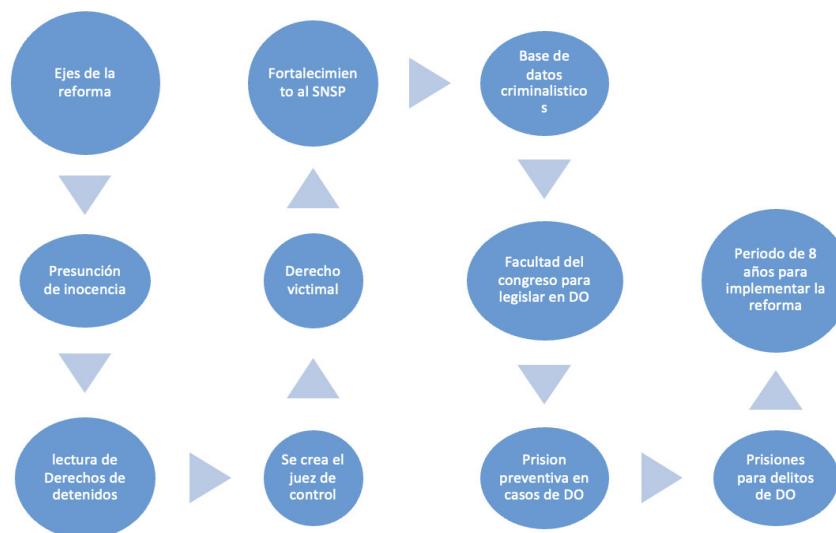 Ejes de la
reforma
Presunción
de inocencia
lectura de
Derechos de
detenidos
Se crea el
juez de
control
Derecho
victimal
Fortalecimien
to al SNSP
Base de
datos
criminalistico
s
Facultad del
congreso para
legislar en DO
Prision
preventiva en
casos de DO
Prisiones
para delitos
de DO
Periodo de 8
años para
implementar la
reforma